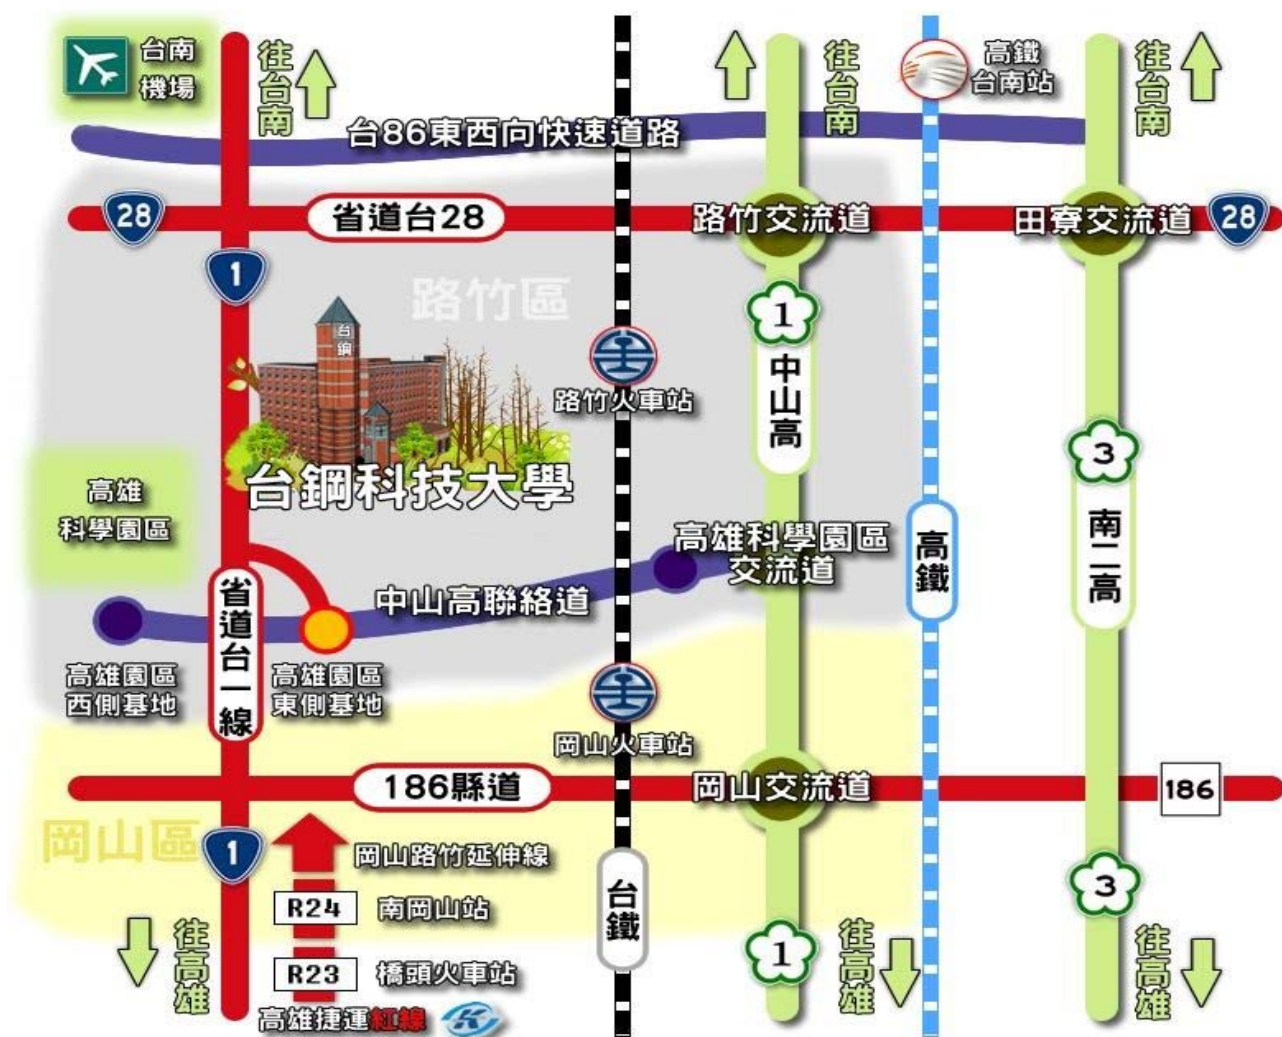 台南
機場
往台南
往台南
高鐵
台南站
往台南
台86東西向快速道路
28
省道台28
路竹交流道
田寮交流道
28
1
路竹區
1
台鋼
路竹火車站
中山高
3
台鋼科技大學
高雄
科學園區
高雄科學園區
交流道
高鐵
南二高
省道台一線
中山高聯絡道
高雄園區
西側基地
高雄園區
東側基地
岡山火車站
186縣道
岡山交流道
186
岡山區
1
岡山路竹延伸線
3
R24
南岡山站
台鐵
往高雄
1
往高雄
往高雄
R23
橋頭火車站
高雄捷運紅線
K